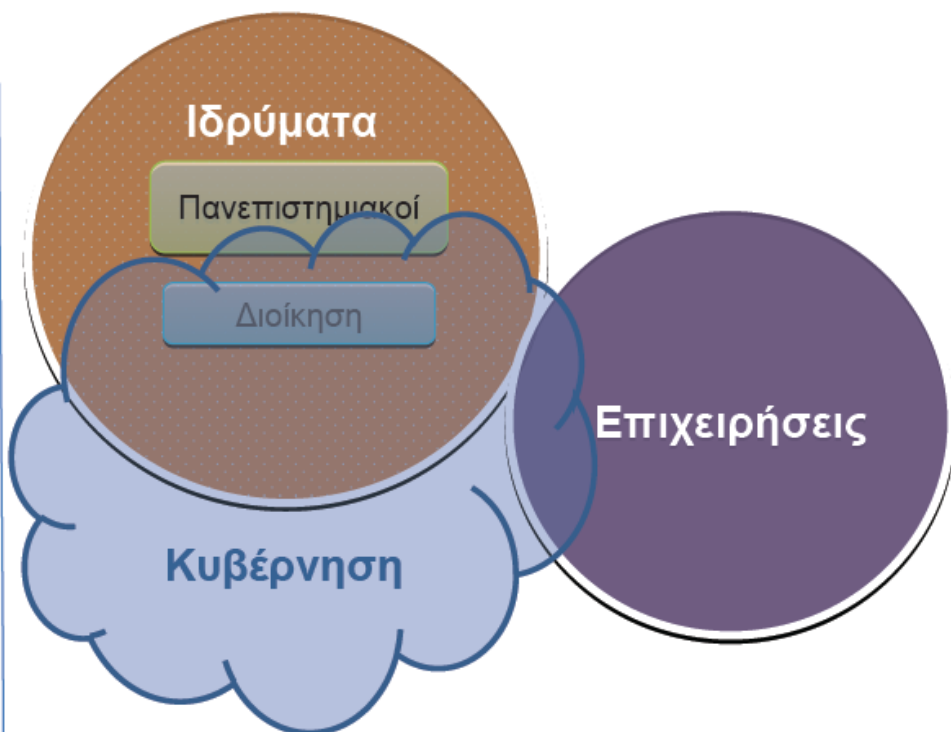 Ιδρύματα
Πανεπιστημιακοί
Διοίκηση
Επιχειρήσεις
Κυβέρνηση